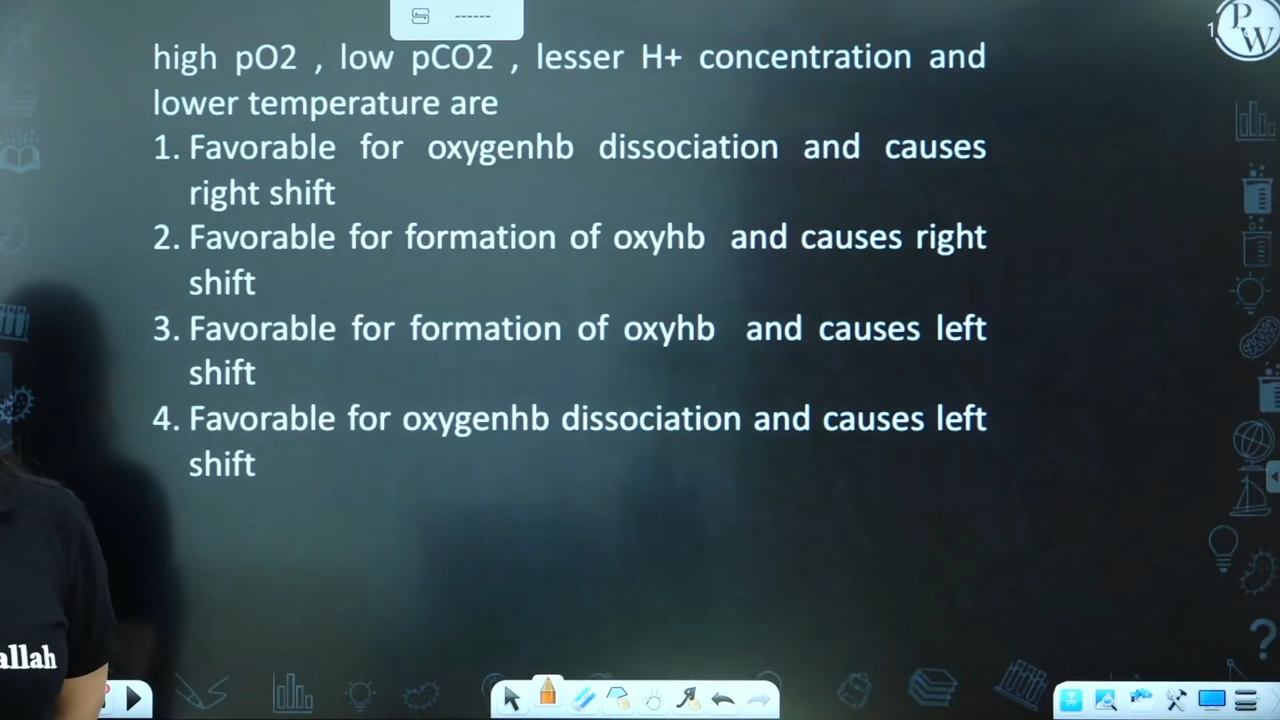 ------
1
PW
high pO2 , low pCO2 , lesser H+ concentration and
lower temperature are
1. Favorable for oxygenhb dissociation and causes
right shift
2. Favorable for formation of oxyhb and causes right
shift
3. Favorable for formation of oxyhb and causes left
shift
4. Favorable for oxygenhb dissociation and causes left
shift
allah
?